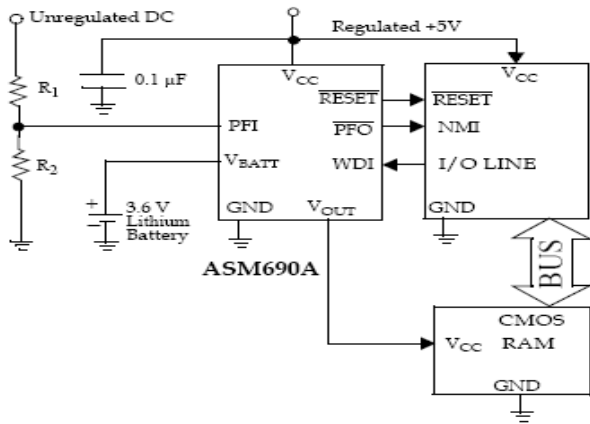 Unregulated DC
Regulated +5V
R1
0.1 µF
VCC
VCC
RESET
RESET
PFI
PFO
NMI
R2
VBATT
WDI
I/O LINE
+
−
3.6 V
Lithium
Battery
GND
VOUT
GND
ASM690A
BUS
CMOS
VCC
RAM
GND